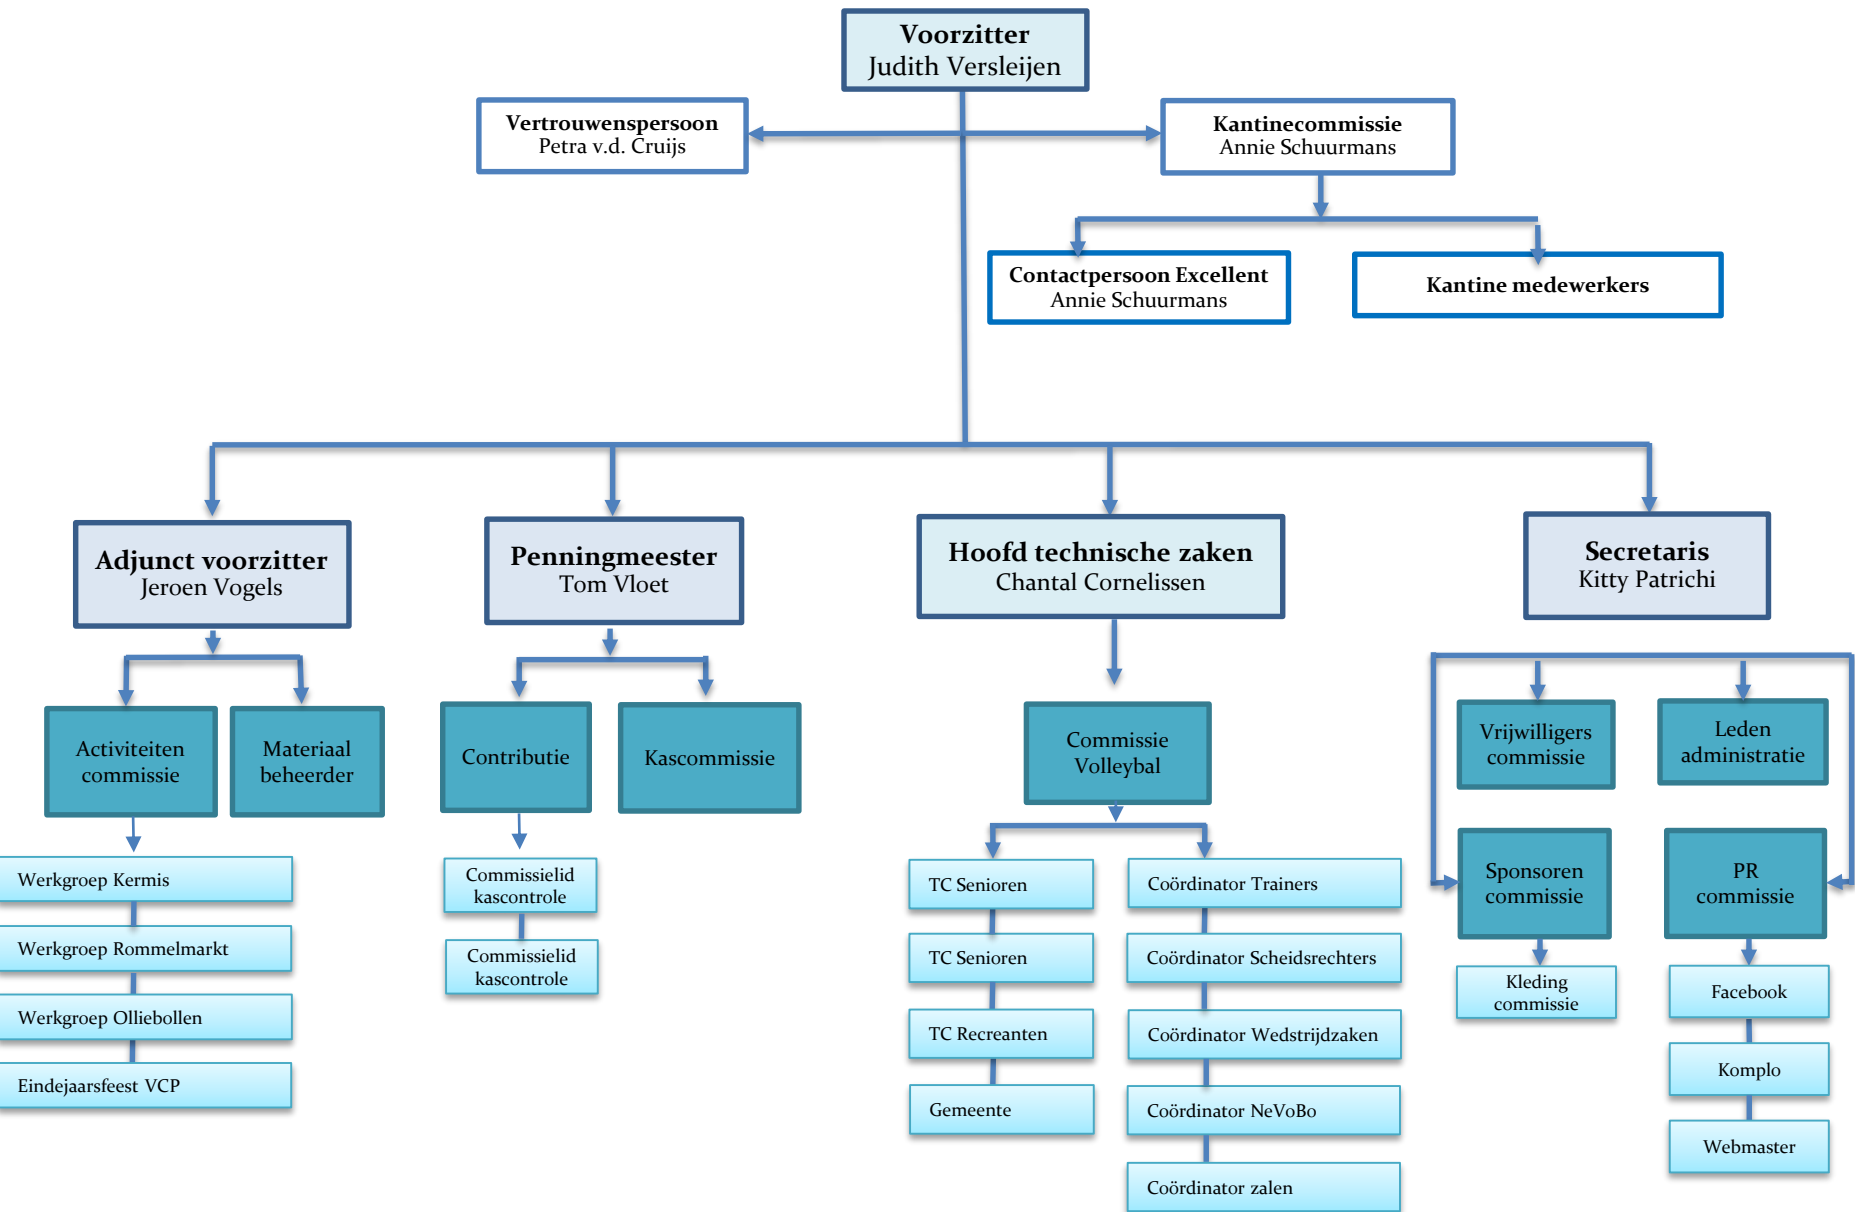 Voorzitter
Judith Versleijen
Vertrouwenspersoon
Petra v.d. Cruijs
Kantinecommissie
Annie Schuurmans
Contactpersoon Excellent
Annie Schuurmans
Kantine medewerkers
Adjunct voorzitter
Jeroen Vogels
Penningmeester
Tom Vloet
Hoofd technische zaken
Chantal Cornelissen
Secretaris
Kitty Patrichi
Activiteiten
commissie
Materiaal
beheerder
Contributie
Kascommissie
Commissie
Volleybal
Vrijwilligers
commissie
Leden
administratie
Sponsoren
commissie
PR
commissie
Werkgroep Kermis
Werkgroep Rommelmarkt
Werkgroep Olliebollen
Eindejaarsfeest VCP
Commissielid
kascontrole
Commissielid
kascontrole
TC Senioren
TC Senioren
TC Recreanten
Gemeente
Coördinator Trainers
Coördinator Scheidsrechters
Coördinator Wedstrijdzaken
Coördinator NeVoBo
Coördinator zalen
Kleding
commissie
Facebook
Komplo
Webmaster